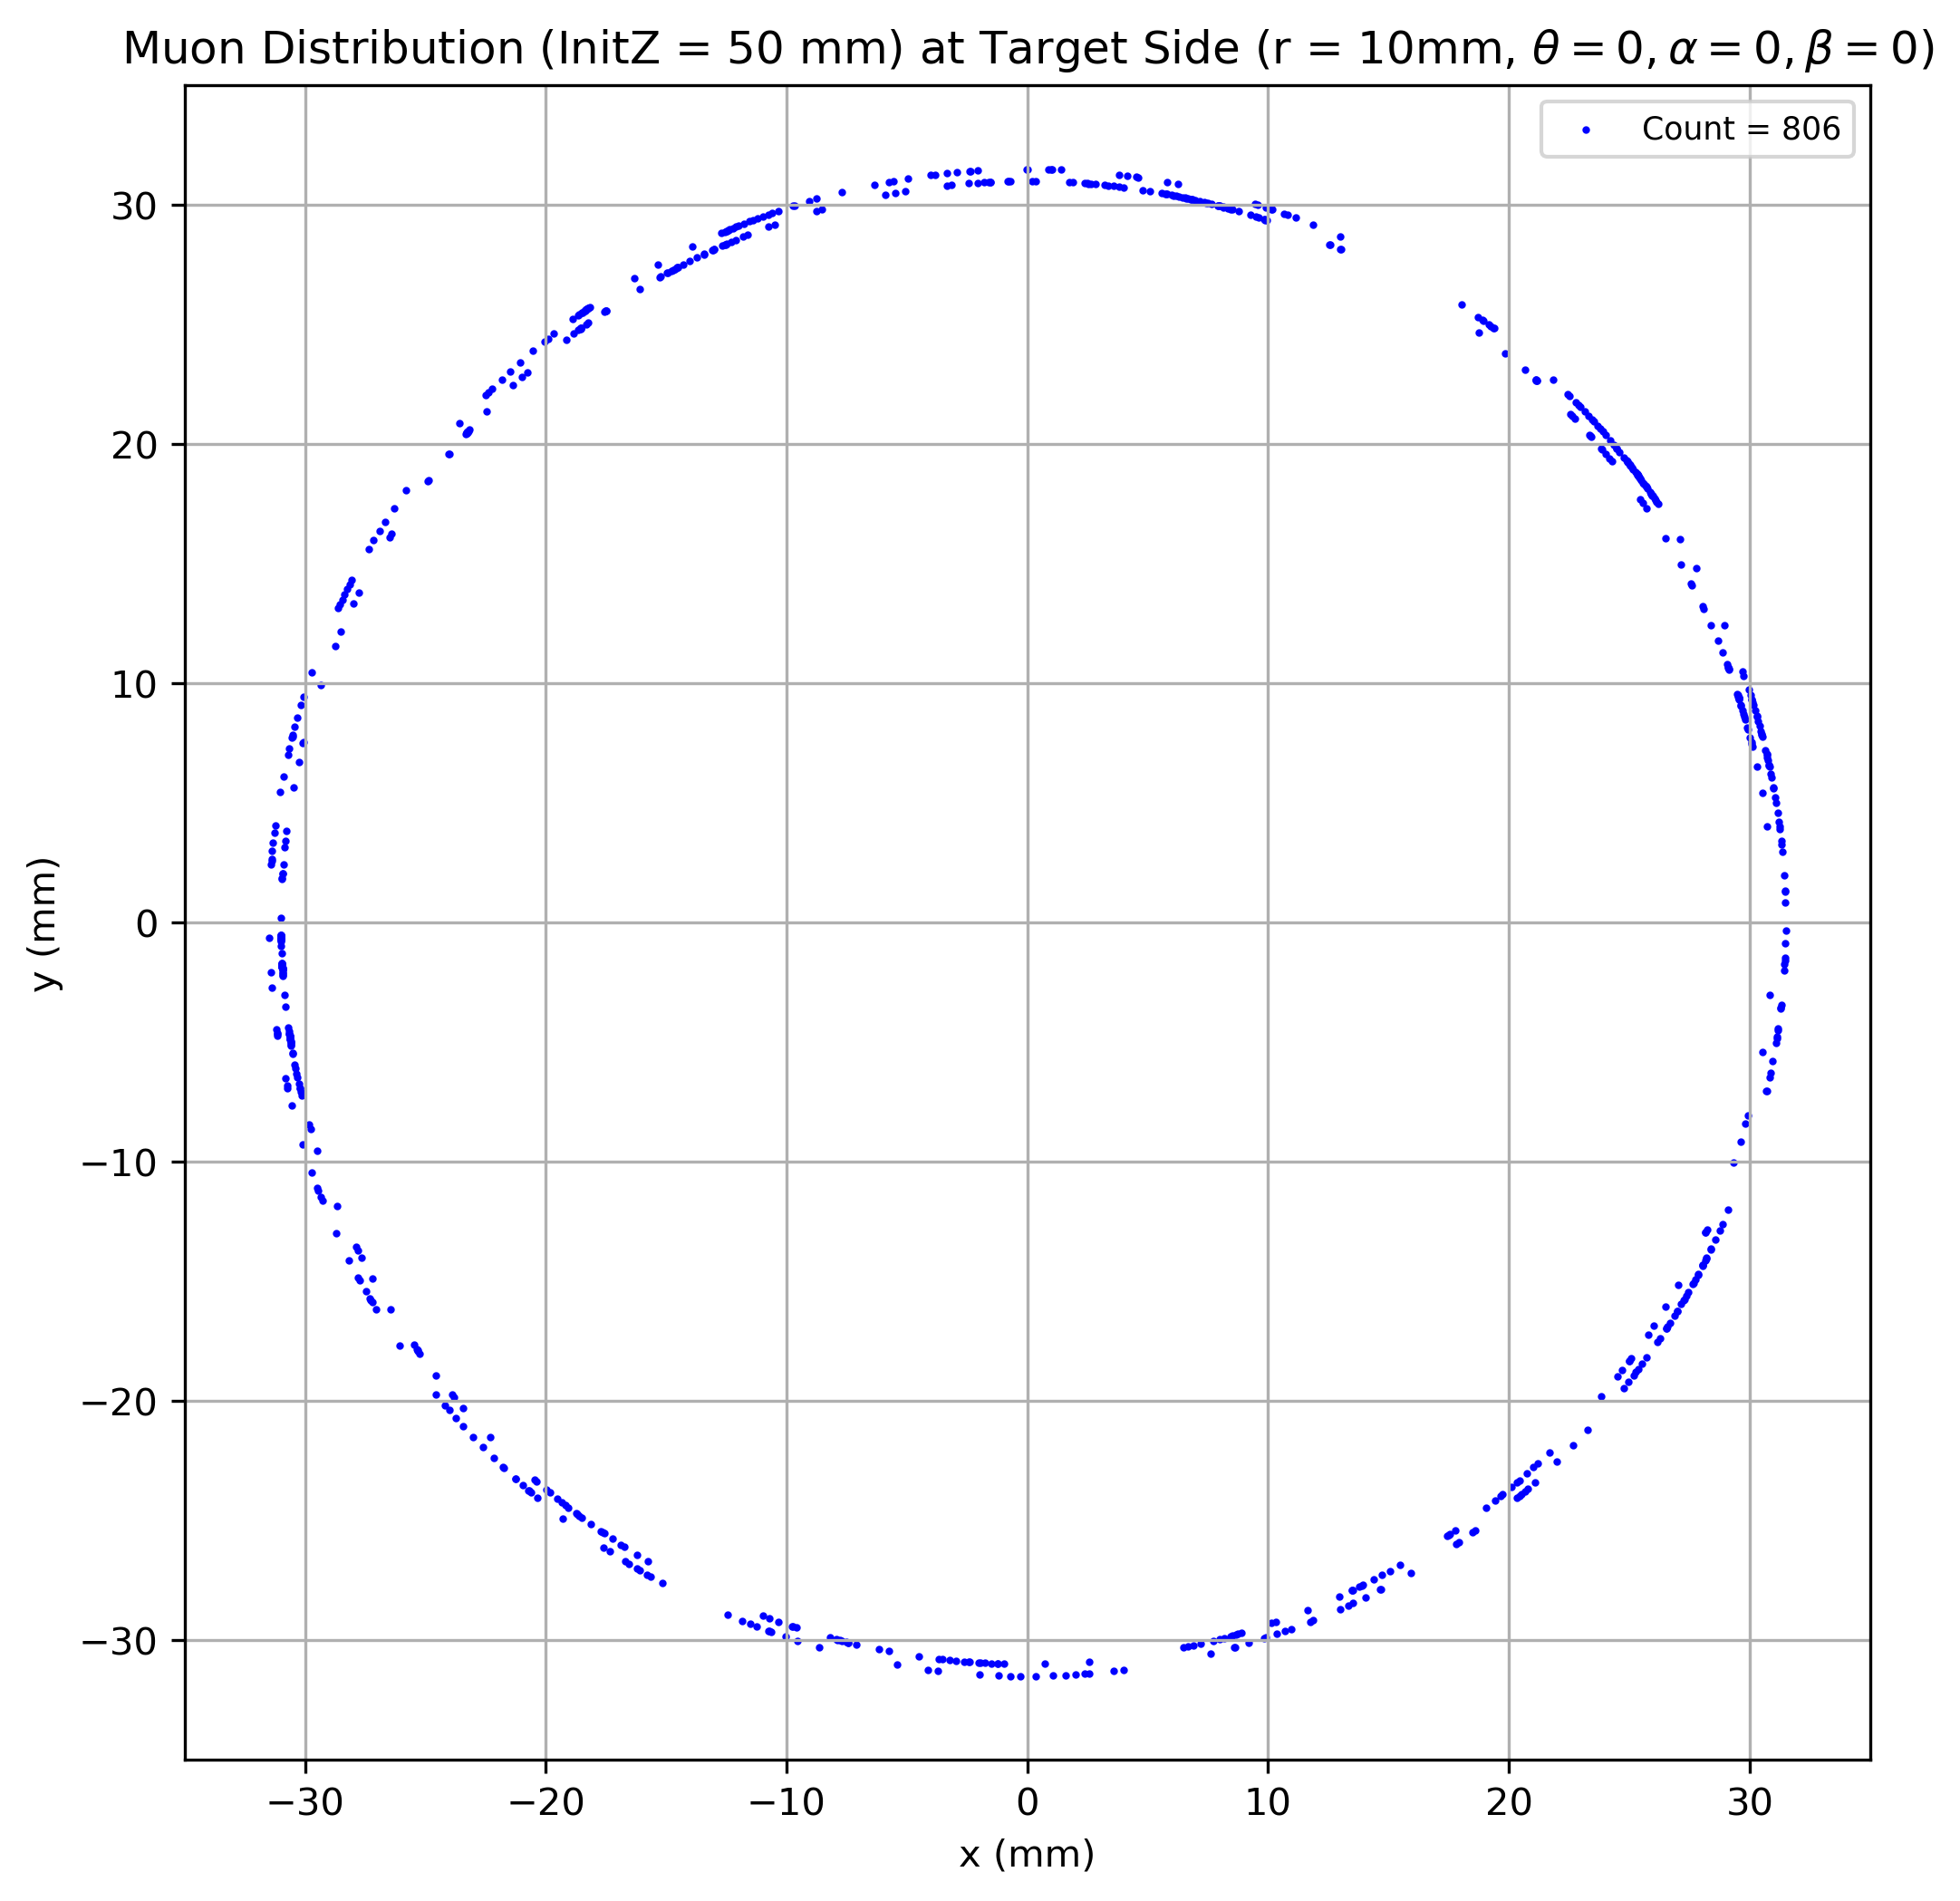 Muon Distribution (InitZ = 50 mm) at Target Side (r = 10mm, θ = 0, α = 0, β = 0)
Count = 806
30
20
10
0
−10
−20
−30
y (mm)
−30 −20 −10 0 10 20 30
x (mm)